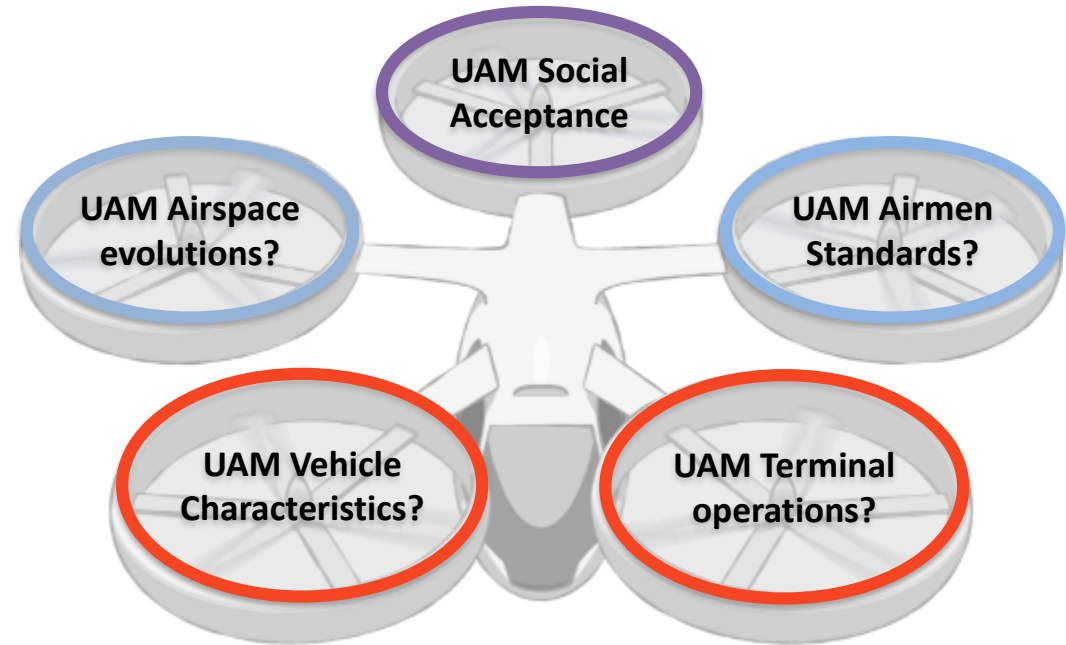 UAM Social
Acceptance
UAM Airspace
evolutions?
UAM Airmen
Standards?
UAM Vehicle
Characteristics?
UAM Terminal
operations?